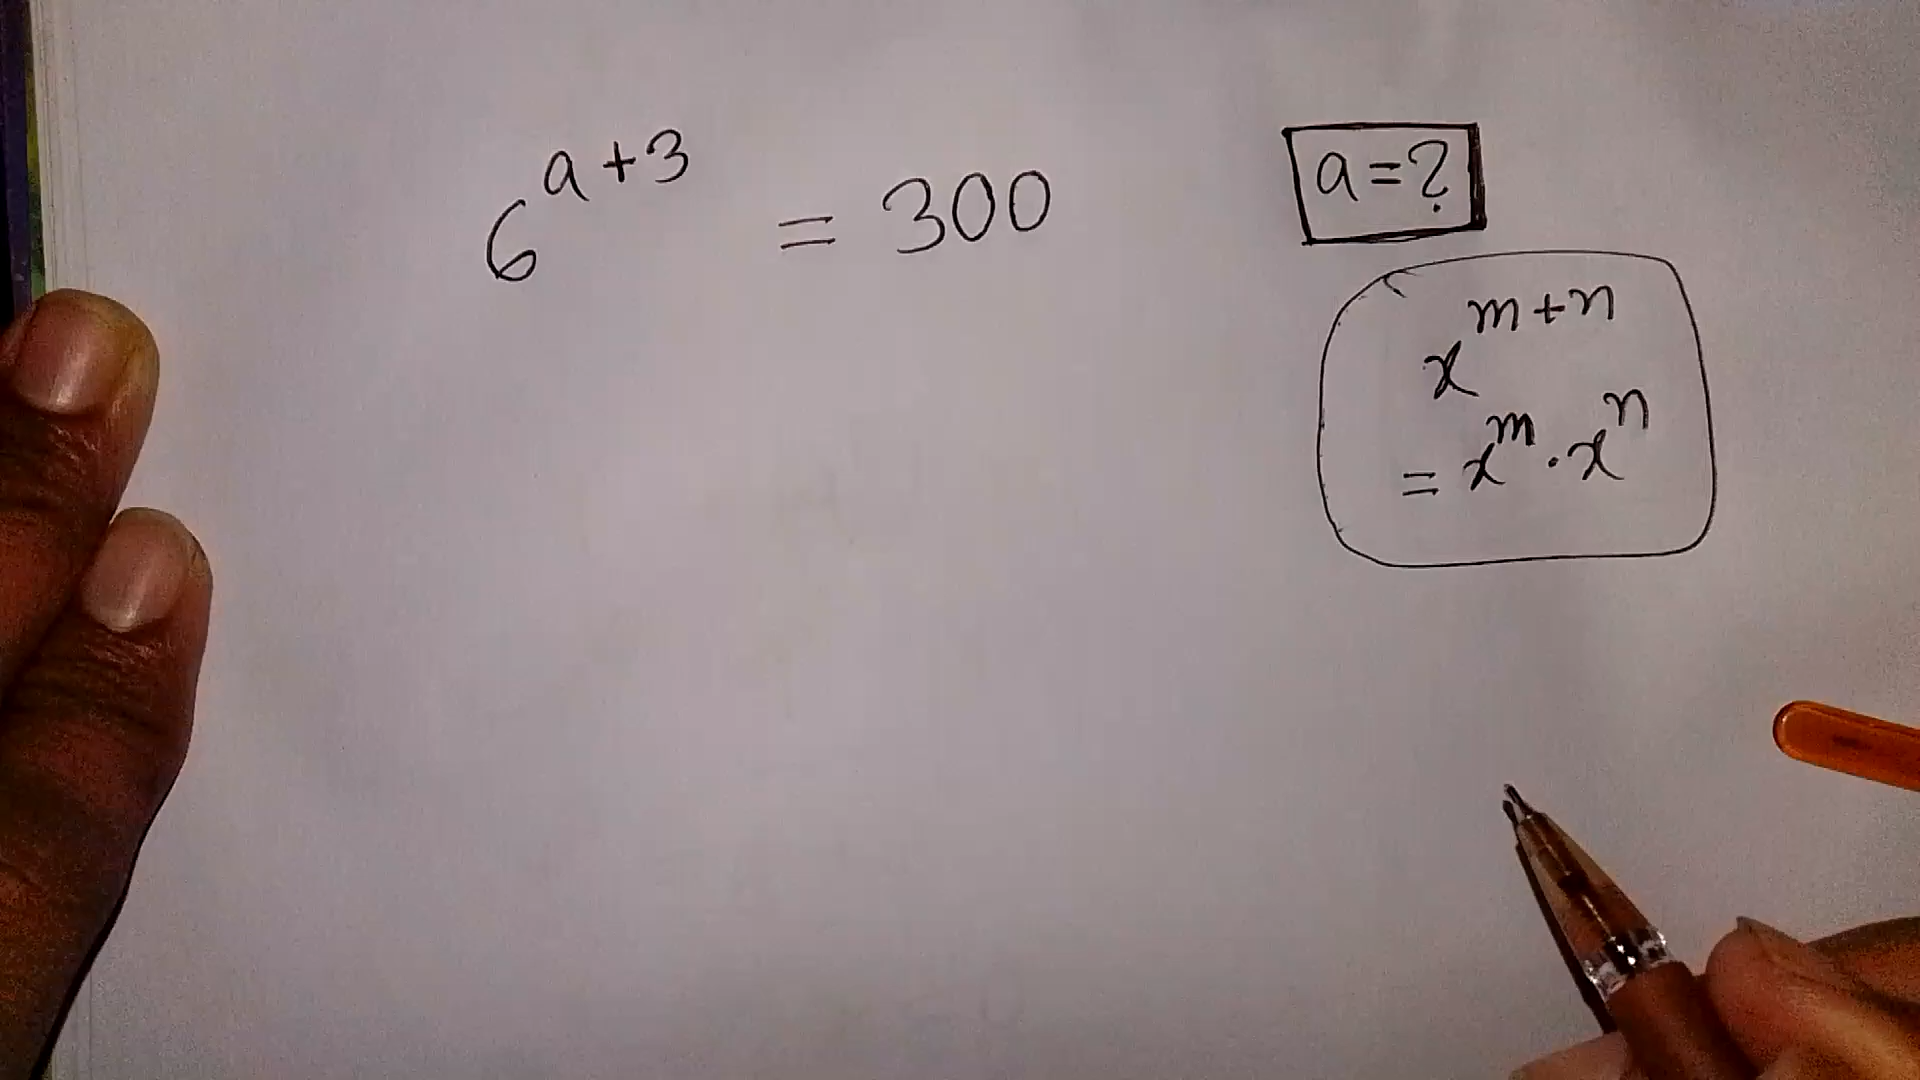 6^{a+3} = 300
a = ?
x^{m+n}
= x^m · x^n